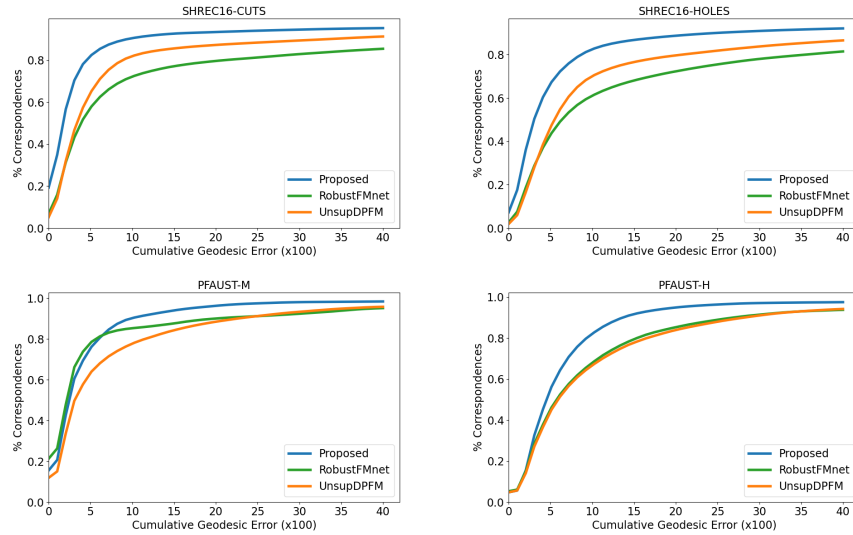 SHREC16-CUTS
% Correspondences
0.8
0.6
0.4
0.2
0.0
0 5 10 15 20 25 30 35 40
Cumulative Geodesic Error (x100)
Proposed
RobustFMnet
UnsupDPFM
SHREC16-HOLES
% Correspondences
0.8
0.6
0.4
0.2
0.0
0 5 10 15 20 25 30 35 40
Cumulative Geodesic Error (x100)
Proposed
RobustFMnet
UnsupDPFM
PFAUST-M
% Correspondences
1.0
0.8
0.6
0.4
0.2
0.0
0 5 10 15 20 25 30 35 40
Cumulative Geodesic Error (x100)
Proposed
RobustFMnet
UnsupDPFM
PFAUST-H
% Correspondences
1.0
0.8
0.6
0.4
0.2
0.0
0 5 10 15 20 25 30 35 40
Cumulative Geodesic Error (x100)
Proposed
RobustFMnet
UnsupDPFM